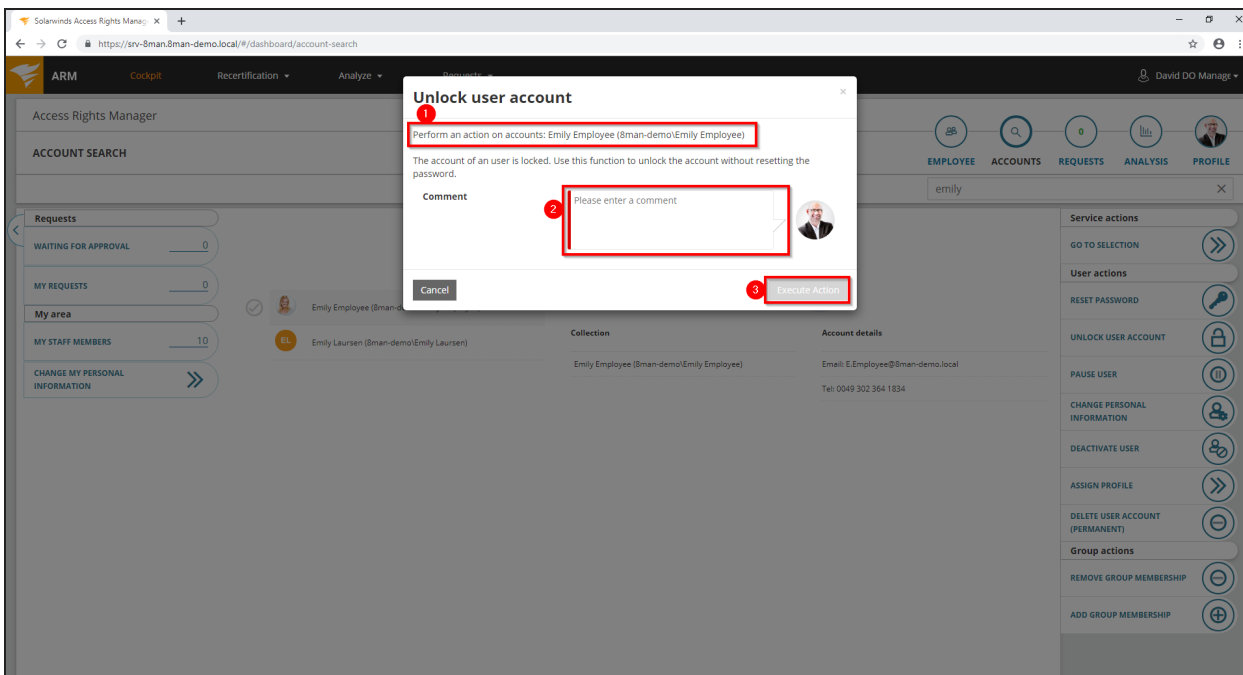 Solarwinds Access Rights Manag
https://srv-8man.8man-demo.local/#/dashboard/account-search
ARM
Cockpit
Recertification
Analyze
Requests
David DO Manage
Access Rights Manager
ACCOUNT SEARCH
0
EMPLOYEE
ACCOUNTS
REQUESTS
ANALYSIS
PROFILE
emily
Unlock user account
1
Perform an action on accounts: Emily Employee (8man-demo\Emily Employee)
The account of an user is locked. Use this function to unlock the account without resetting the
password.
Comment
2
Please enter a comment
Cancel
3
Execute Action
Requests
WAITING FOR APPROVAL 0
MY REQUESTS 0
My area
MY STAFF MEMBERS 10
CHANGE MY PERSONAL
INFORMATION
Emily Employee (8man-d
EL
Emily Laursen (8man-demo\Emily Laursen)
Collection
Emily Employee (8man-demo\Emily Employee)
Account details
Email: E.Employee@8man-demo.local
Tel: 0049 302 364 1834
Service actions
GO TO SELECTION
User actions
RESET PASSWORD
UNLOCK USER ACCOUNT
PAUSE USER
CHANGE PERSONAL
INFORMATION
DEACTIVATE USER
ASSIGN PROFILE
DELETE USER ACCOUNT
(PERMANENT)
Group actions
REMOVE GROUP MEMBERSHIP
ADD GROUP MEMBERSHIP